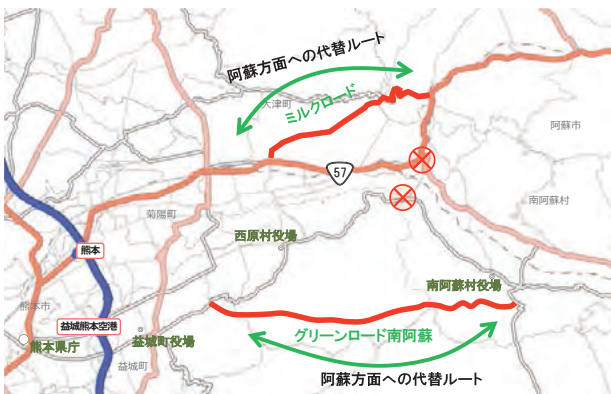 阿蘇方面への代替ルート
大津町
ミルクロード
阿蘇市
57
菊陽町
南阿蘇村
西原村役場
熊本
南阿蘇村役場
熊本市
益城熊本空港
グリーンロード南阿蘇
益城町役場
熊本県庁
益城町
阿蘇方面への代替ルート